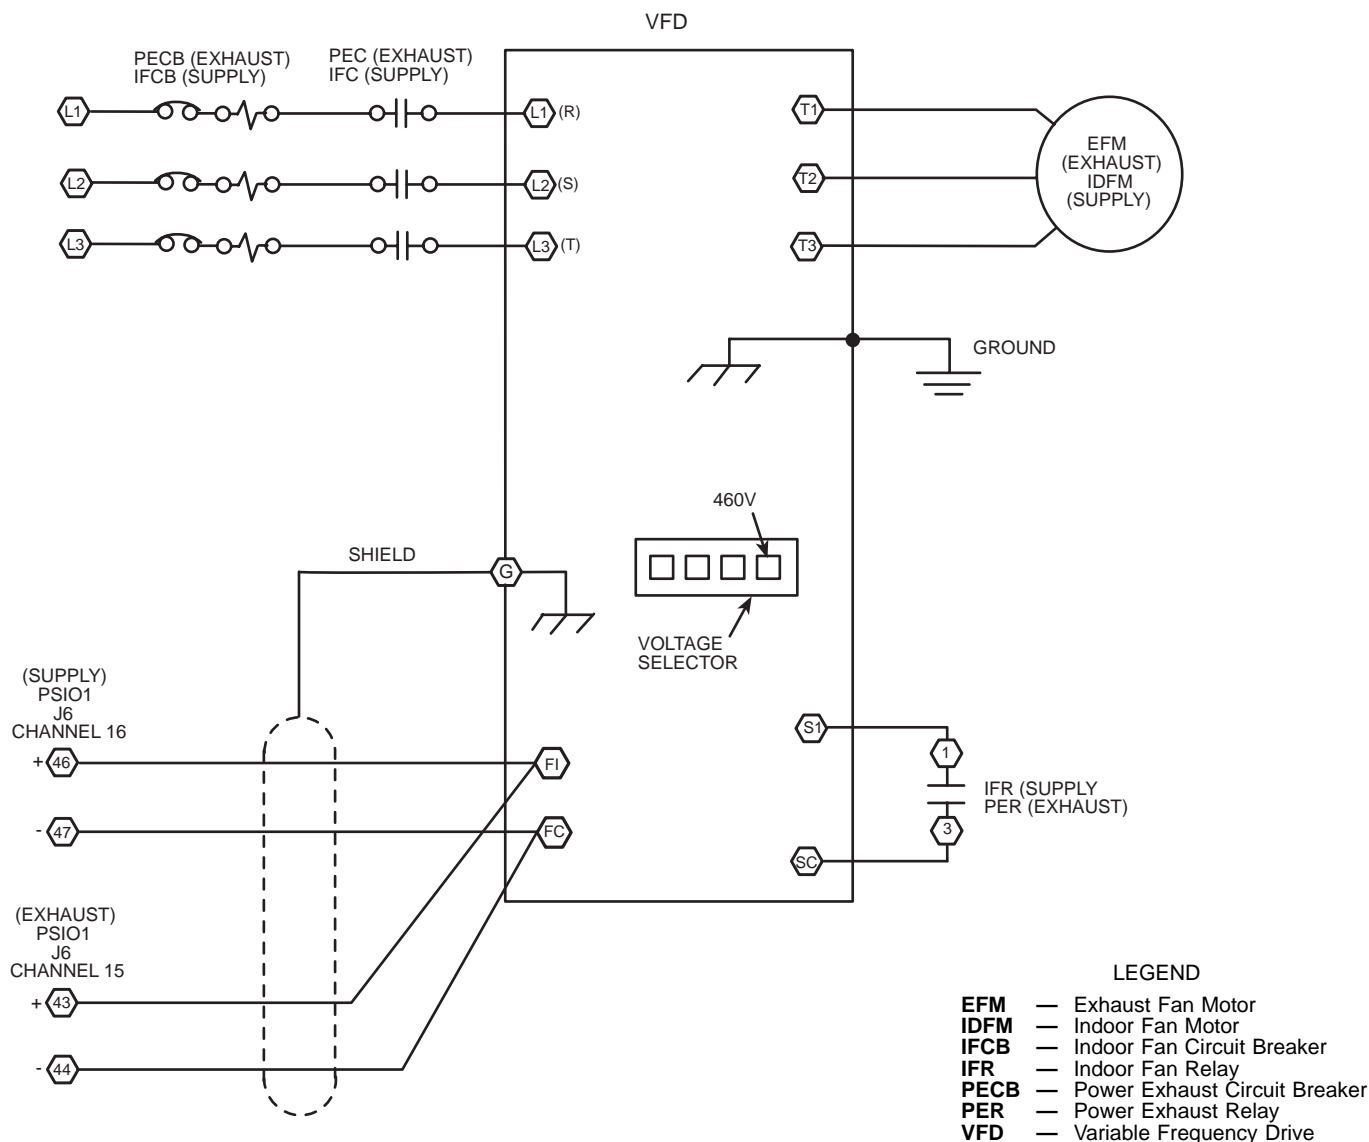 VFD
PECB (EXHAUST)
IFCB (SUPPLY)
PEC (EXHAUST)
IFC (SUPPLY)
L1
L1 (R)
T1
L2
L2 (S)
T2
L3
L3 (T)
T3
EFM
(EXHAUST)
IDFM
(SUPPLY)
GROUND
460V
SHIELD
G
VOLTAGE
SELECTOR
(SUPPLY)
PSIO1
J6
CHANNEL 16
+ 46
FI
- 47
FC
S1
1
IFR (SUPPLY
PER (EXHAUST)
3
SC
(EXHAUST)
PSIO1
J6
CHANNEL 15
+ 43
- 44
LEGEND
EFM — Exhaust Fan Motor
IDFM — Indoor Fan Motor
IFCB — Indoor Fan Circuit Breaker
IFR — Indoor Fan Relay
PECB — Power Exhaust Circuit Breaker
PER — Power Exhaust Relay
VFD — Variable Frequency Drive